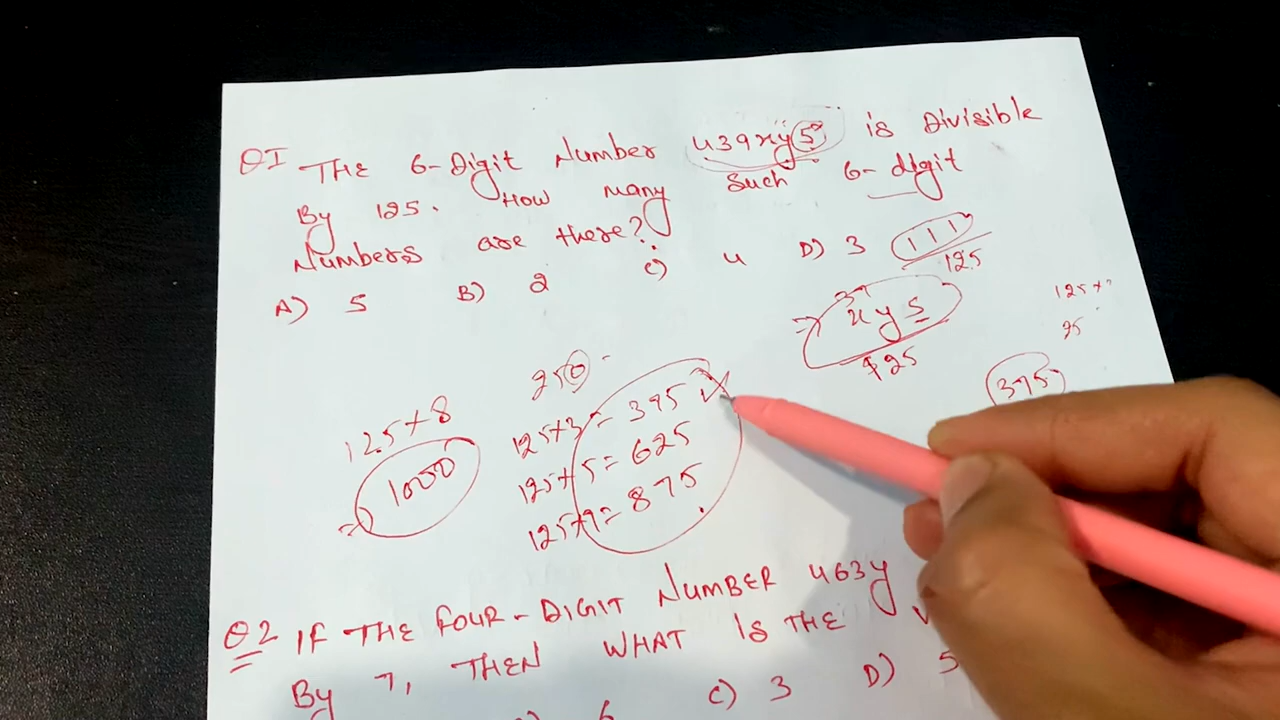 Q1 THE 6-Digit Number 439xy5 is Divisible
By 125. How many such 6-digit
Numbers are there?
A) 5 B) 2 C) 4 D) 3
111
125
xy5
125
125×
25
375
250
125×8
1000
125×3 = 375
125×5 = 625
125×7 = 875
Q2 IF THE FOUR-DIGIT NUMBER 463y
By 7, THEN WHAT IS THE V
6 C) 3 D) 5